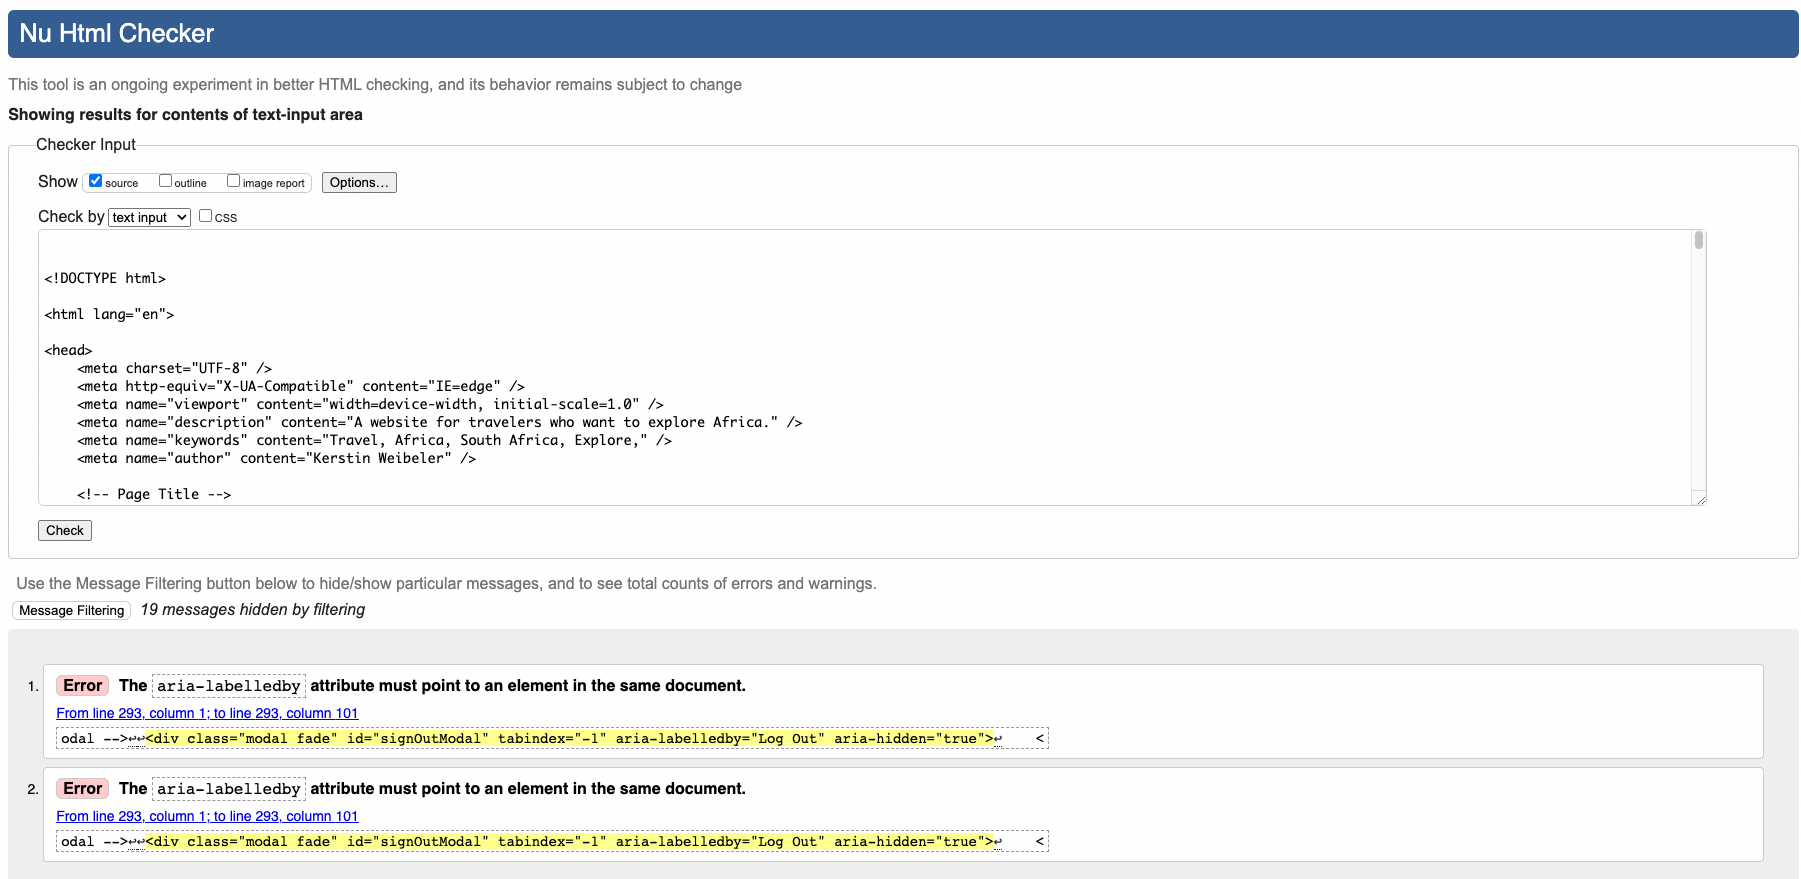 Nu Html Checker
This tool is an ongoing experiment in better HTML checking, and its behavior remains subject to change
Showing results for contents of text-input area
Checker Input
Show source outline image report Options...
Check by text input CSS
<!DOCTYPE html>
<html lang="en">
<head>
    <meta charset="UTF-8" />
    <meta http-equiv="X-UA-Compatible" content="IE=edge" />
    <meta name="viewport" content="width=device-width, initial-scale=1.0" />
    <meta name="description" content="A website for travelers who want to explore Africa." />
    <meta name="keywords" content="Travel, Africa, South Africa, Explore," />
    <meta name="author" content="Kerstin Weibeler" />
    <!-- Page Title -->
Check
Use the Message Filtering button below to hide/show particular messages, and to see total counts of errors and warnings.
Message Filtering 19 messages hidden by filtering
1. Error The aria-labelledby attribute must point to an element in the same document.
From line 293, column 1; to line 293, column 101
odal -->↩↩<div class="modal fade" id="signOutModal" tabindex="-1" aria-labelledby="Log Out" aria-hidden="true">↩    <
2. Error The aria-labelledby attribute must point to an element in the same document.
From line 293, column 1; to line 293, column 101
odal -->↩↩<div class="modal fade" id="signOutModal" tabindex="-1" aria-labelledby="Log Out" aria-hidden="true">↩    <